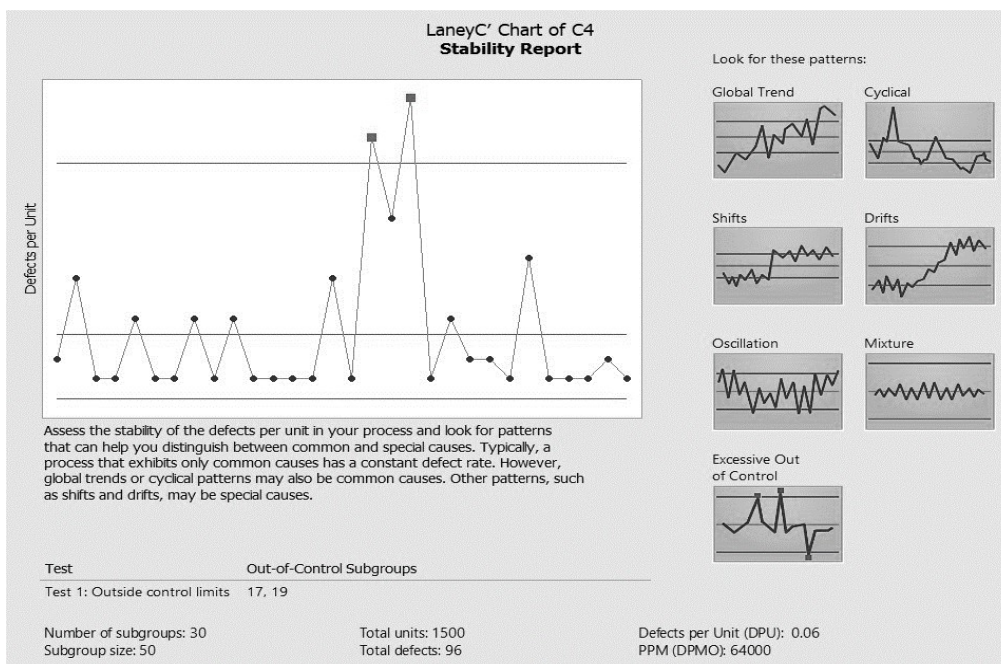 LaneyC’ Chart of C4
Stability Report
Look for these patterns:
Global Trend
Cyclical
Shifts
Drifts
Oscillation
Mixture
Excessive Out
of Control
Defects per Unit
Assess the stability of the defects per unit in your process and look for patterns
that can help you distinguish between common and special causes. Typically, a
process that exhibits only common causes has a constant defect rate. However,
global trends or cyclical patterns may also be common causes. Other patterns, such
as shifts and drifts, may be special causes.
Test Out-of-Control Subgroups
Test 1: Outside control limits 17, 19
Number of subgroups: 30 Total units: 1500 Defects per Unit (DPU): 0.06
Subgroup size: 50 Total defects: 96 PPM (DPMO): 64000